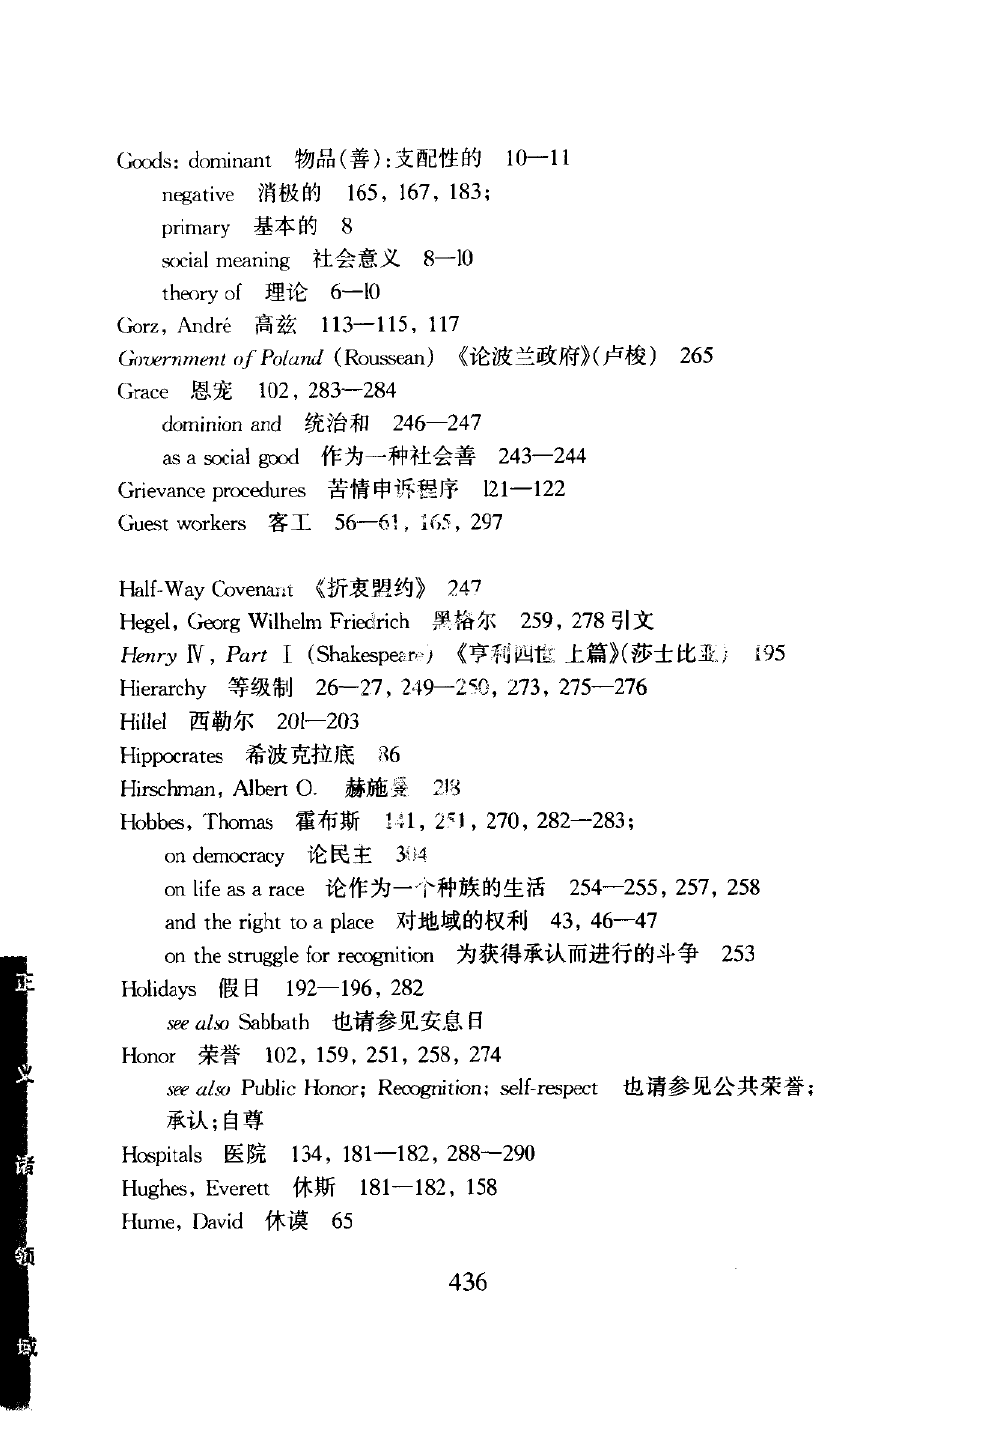 Goods: dominant 物品(善):支配性的 10—11
negative 消极的 165, 167, 183;
primary 基本的 8
social meaning 社会意义 8—10
theory of 理论 6—10
Gorz, André 高兹 113—115, 117
Government of Poland (Roussean) 《论波兰政府》(卢梭) 265
Grace 恩宠 102, 283—284
dominion and 统治和 246—247
as a social good 作为一种社会善 243—244
Grievance procedures 苦情申诉程序 121—122
Guest workers 客工 56—61, 165, 297
Half-Way Covenant 《折衷盟约》 247
Hegel, Georg Wilhelm Friedrich 黑格尔 259, 278引文
Henry Ⅳ, Part Ⅰ (Shakespeare) 《亨利四世 上篇》(莎士比亚) 195
Hierarchy 等级制 26—27, 249—250, 273, 275—276
Hillel 西勒尔 201—203
Hippocrates 希波克拉底 86
Hirschman, Albert O. 赫施曼 218
Hobbes, Thomas 霍布斯 141, 251, 270, 282—283;
on democracy 论民主 304
on life as a race 论作为一个种族的生活 254—255, 257, 258
and the right to a place 对地域的权利 43, 46—47
on the struggle for recognition 为获得承认而进行的斗争 253
Holidays 假日 192—196, 282
see also Sabbath 也请参见安息日
Honor 荣誉 102, 159, 251, 258, 274
see also Public Honor; Recognition; self-respect 也请参见公共荣誉;
承认;自尊
Hospitals 医院 134, 181—182, 288—290
Hughes, Everett 休斯 181—182, 158
Hume, David 休谟 65
436
正义诸领域